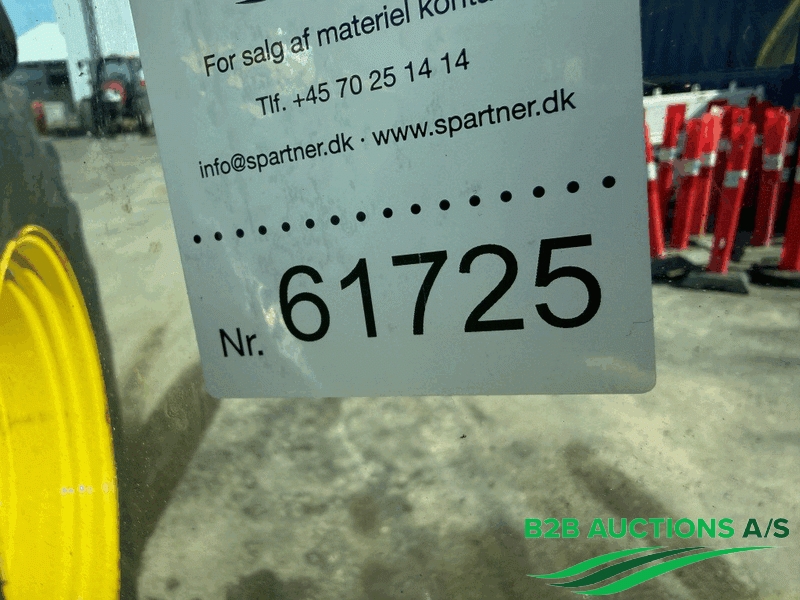 For salg af materiel
Tlf. +45 70 25 14 14
info@spartner.dk · www.spartner.dk
Nr. 61725
B2B AUCTIONS A/S